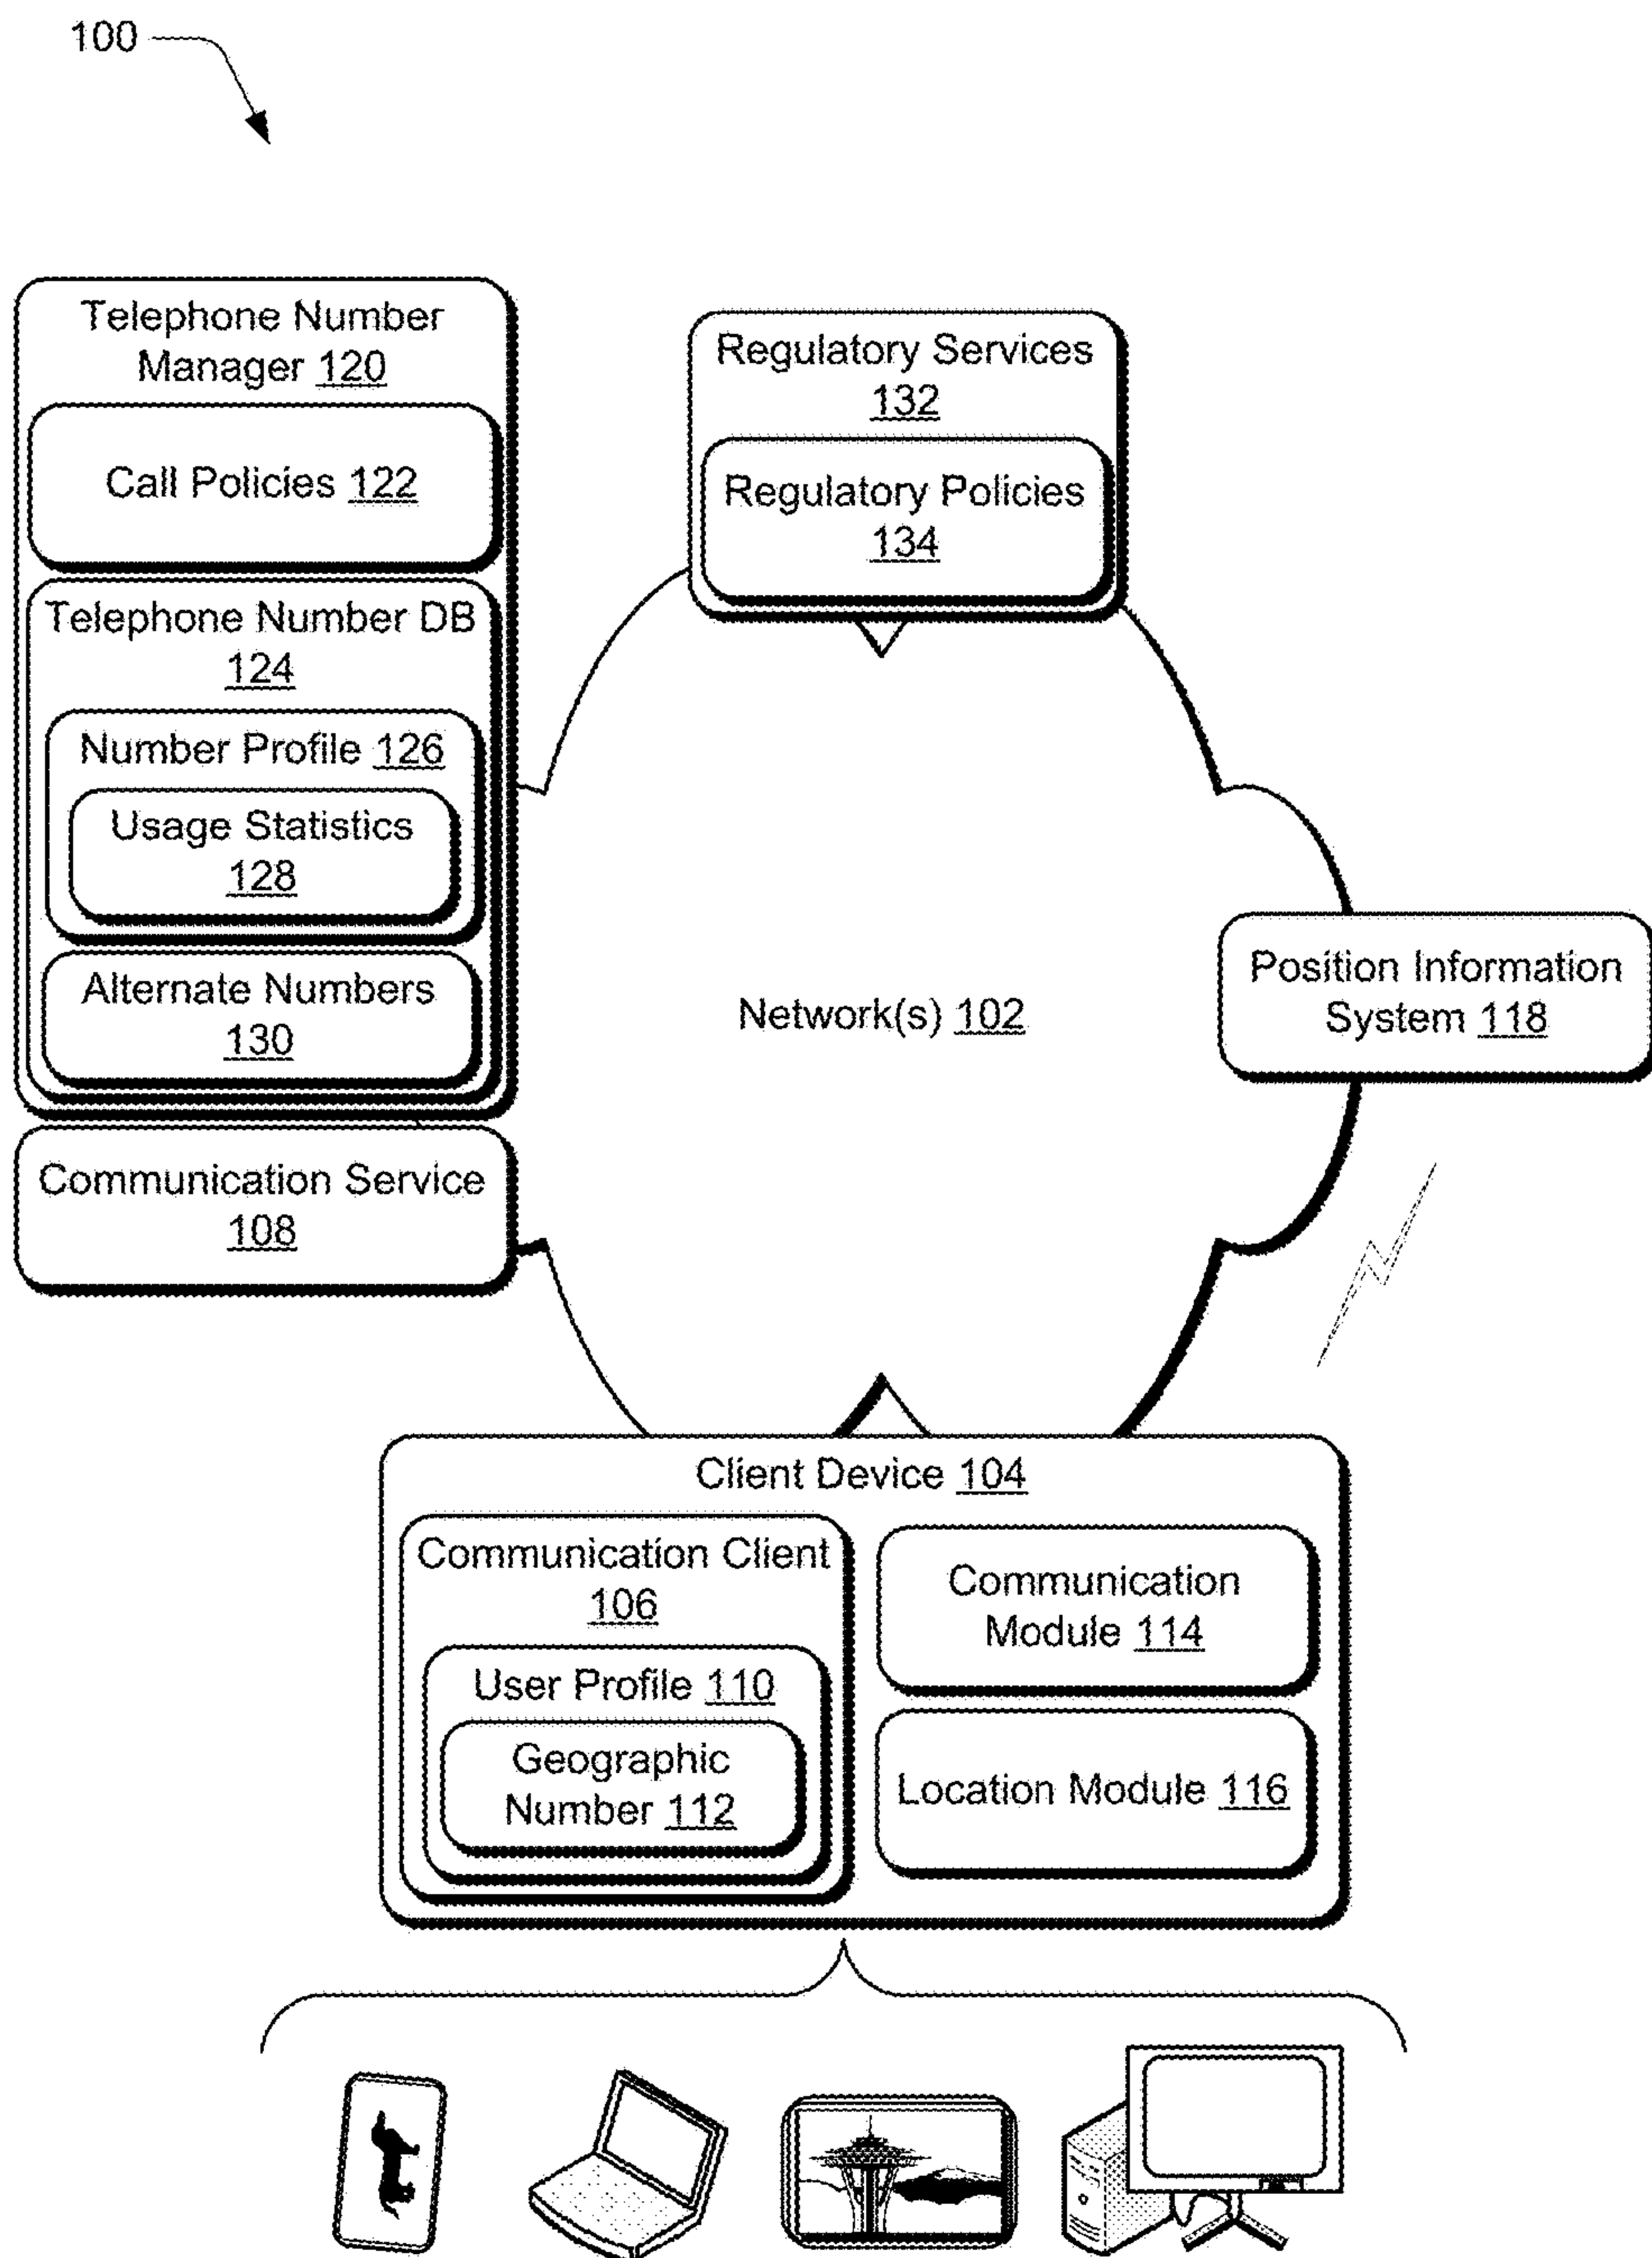 100
Telephone Number
Manager 120
Call Policies 122
Telephone Number DB
124
Number Profile 126
Usage Statistics
128
Alternate Numbers
130
Communication Service
108
Regulatory Services
132
Regulatory Policies
134
Network(s) 102
Position Information
System 118
Client Device 104
Communication Client
106
User Profile 110
Geographic
Number 112
Communication
Module 114
Location Module 116